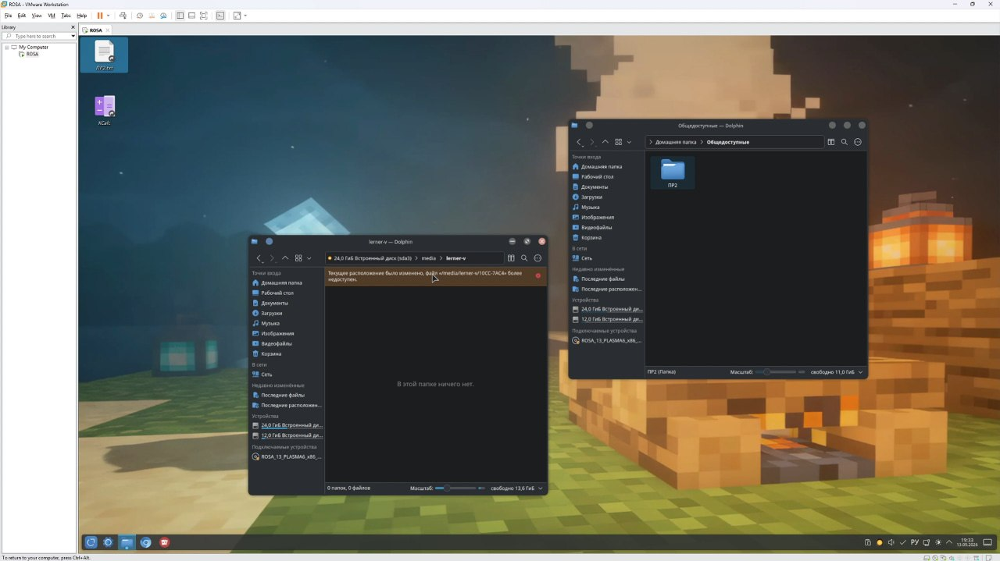 ROSA - VMware Workstation
File Edit View VM Tabs Help
Library
Type here to search
My Computer
ROSA
ROSA
ПР2.txt
KCalc
Общедоступные — Dolphin
Домашняя папка > Общедоступные
Точки входа
Домашняя папка
Рабочий стол
Документы
Загрузки
Музыка
Изображения
Видеофайлы
Корзина
В сети
Сеть
Недавно изменённые
Последние файлы
Последние расположен...
Устройства
24,0 ГиБ Встроенный ди...
12,0 ГиБ Встроенный ди...
Подключаемые устройства
ROSA_13_PLASMA6_x86_...
ПР2
ПР2 (Папка)
Масштаб:
свободно 11,0 ГиБ
lerner-v — Dolphin
24,0 ГиБ Встроенный диск (sda3) > media > lerner-v
Текущее расположение было изменено, файл «/media/lerner-v/10CC-7AC4» более
недоступен.
Точки входа
Домашняя папка
Рабочий стол
Документы
Загрузки
Музыка
Изображения
Видеофайлы
Корзина
В сети
Сеть
Недавно изменённые
Последние файлы
Последние расположен...
Устройства
24,0 ГиБ Встроенный ди...
12,0 ГиБ Встроенный ди...
Подключаемые устройства
ROSA_13_PLASMA6_x86_...
В этой папке ничего нет.
0 папок, 0 файлов
Масштаб:
свободно 13,6 ГиБ
РУ
19:33
13.09.2026
To return to your computer, press Ctrl+Alt.